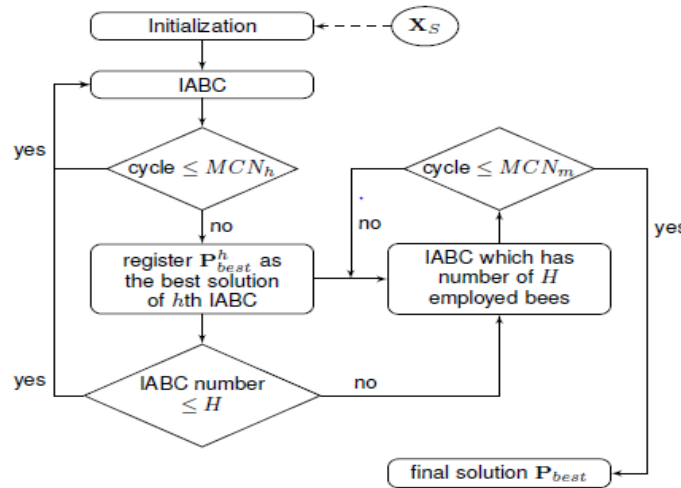 Initialization
X_S
IABC
yes
cycle ≤ MCN_h
no
register P^h_best as
the best solution
of hth IABC
yes
IABC number
≤ H
no
cycle ≤ MCN_m
no
yes
IABC which has
number of H
employed bees
final solution P_best